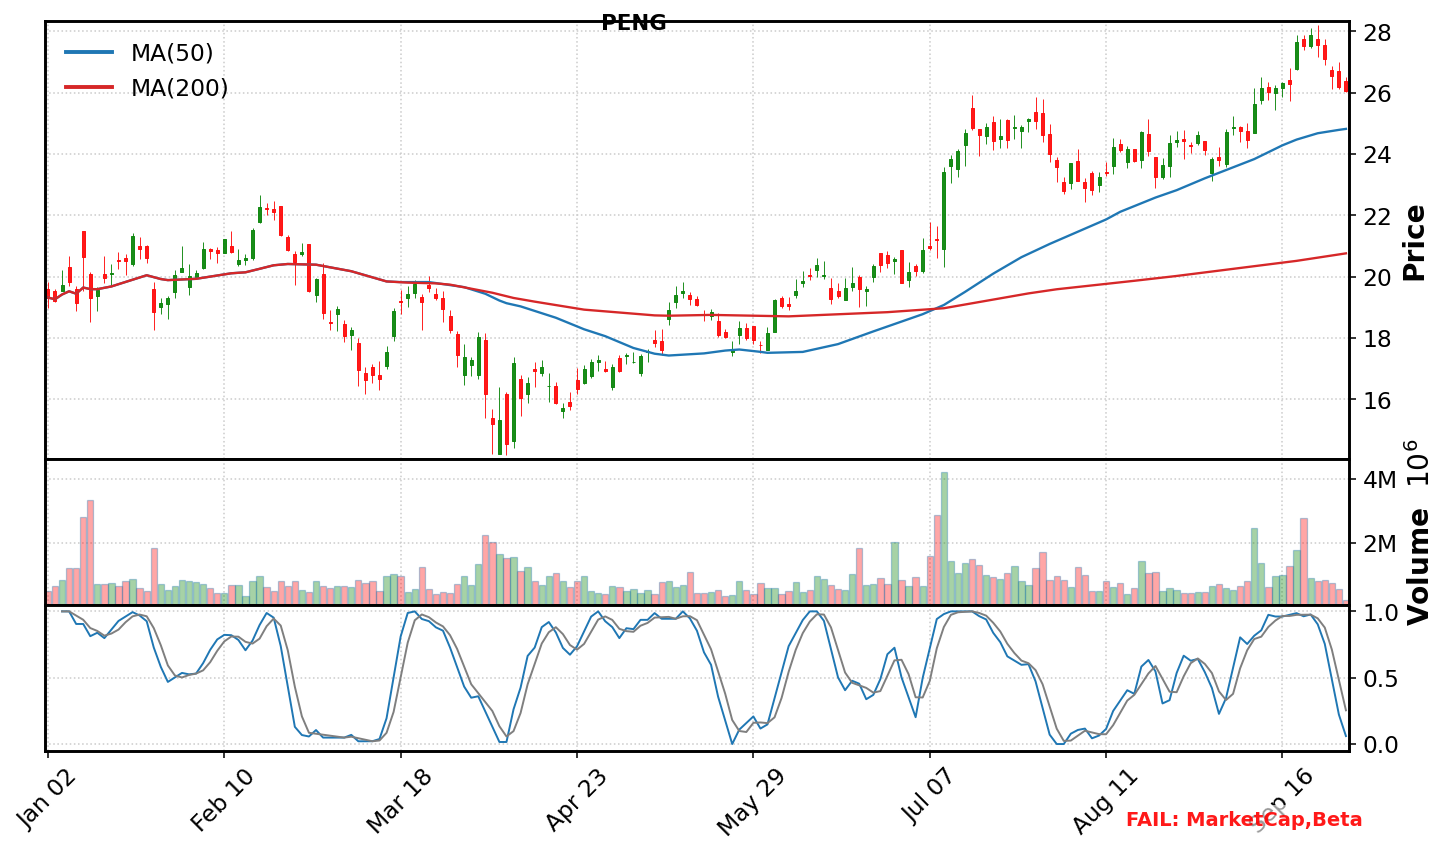 PENG
MA(50)
MA(200)
28
26
24
22
20
18
16
Price
4M
2M
Volume 10^6
1.0
0.5
0.0
Jan 02
Feb 10
Mar 18
Apr 23
May 29
Jul 07
Aug 11
Sep 16
FAIL: MarketCap,Beta